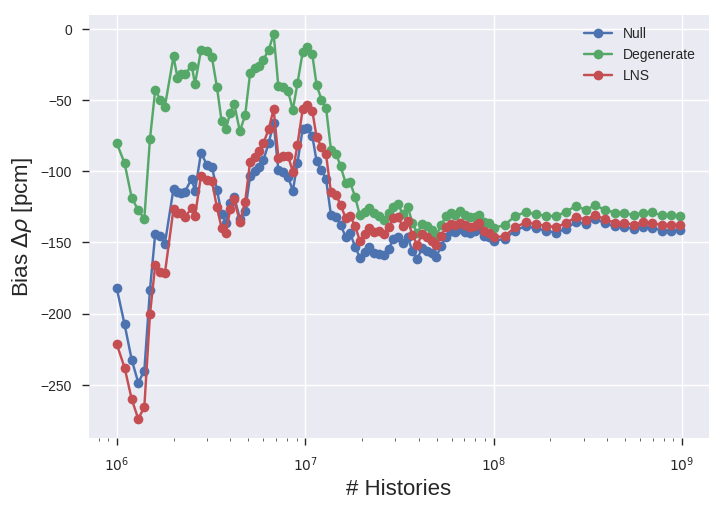 Null
Degenerate
LNS
Bias Δρ [pcm]
0
−50
−100
−150
−200
−250
10⁶
10⁷
10⁸
10⁹
# Histories